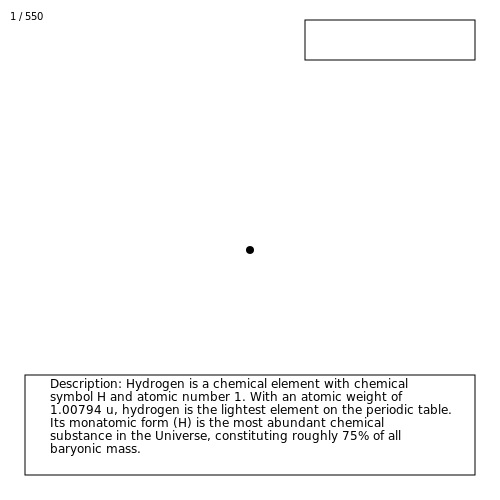 1 / 550
Description: Hydrogen is a chemical element with chemical
symbol H and atomic number 1. With an atomic weight of
1.00794 u, hydrogen is the lightest element on the periodic table.
Its monatomic form (H) is the most abundant chemical
substance in the Universe, constituting roughly 75% of all
baryonic mass.